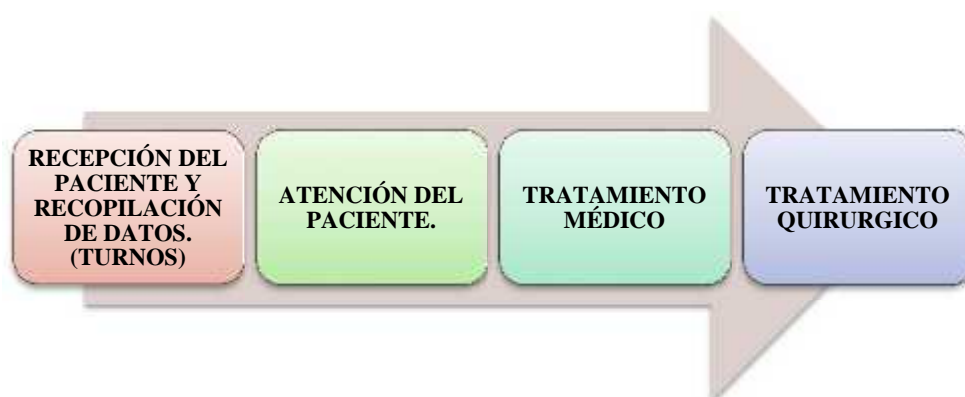 RECEPCIÓN DEL
PACIENTE Y
RECOPILACIÓN
DE DATOS.
(TURNOS)
ATENCIÓN DEL
PACIENTE.
TRATAMIENTO
MÉDICO
TRATAMIENTO
QUIRURGICO